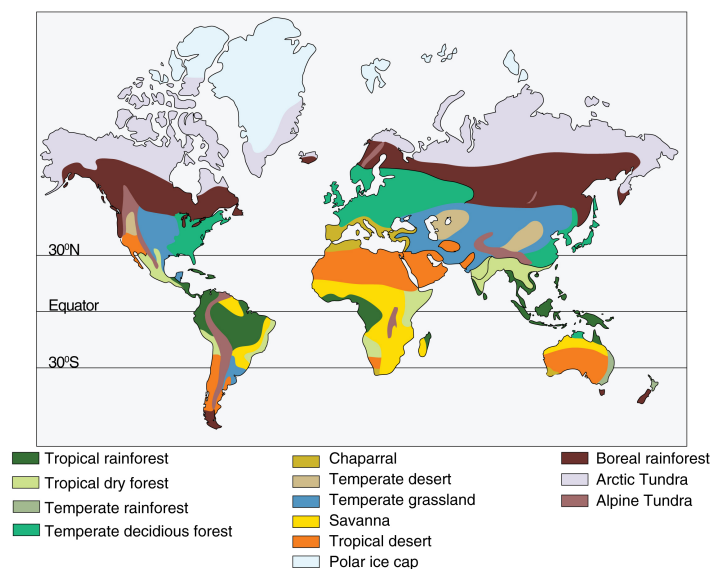 30⁰N
Equator
30⁰S
Tropical rainforest
Tropical dry forest
Temperate rainforest
Temperate decidious forest
Chaparral
Temperate desert
Temperate grassland
Savanna
Tropical desert
Polar ice cap
Boreal rainforest
Arctic Tundra
Alpine Tundra